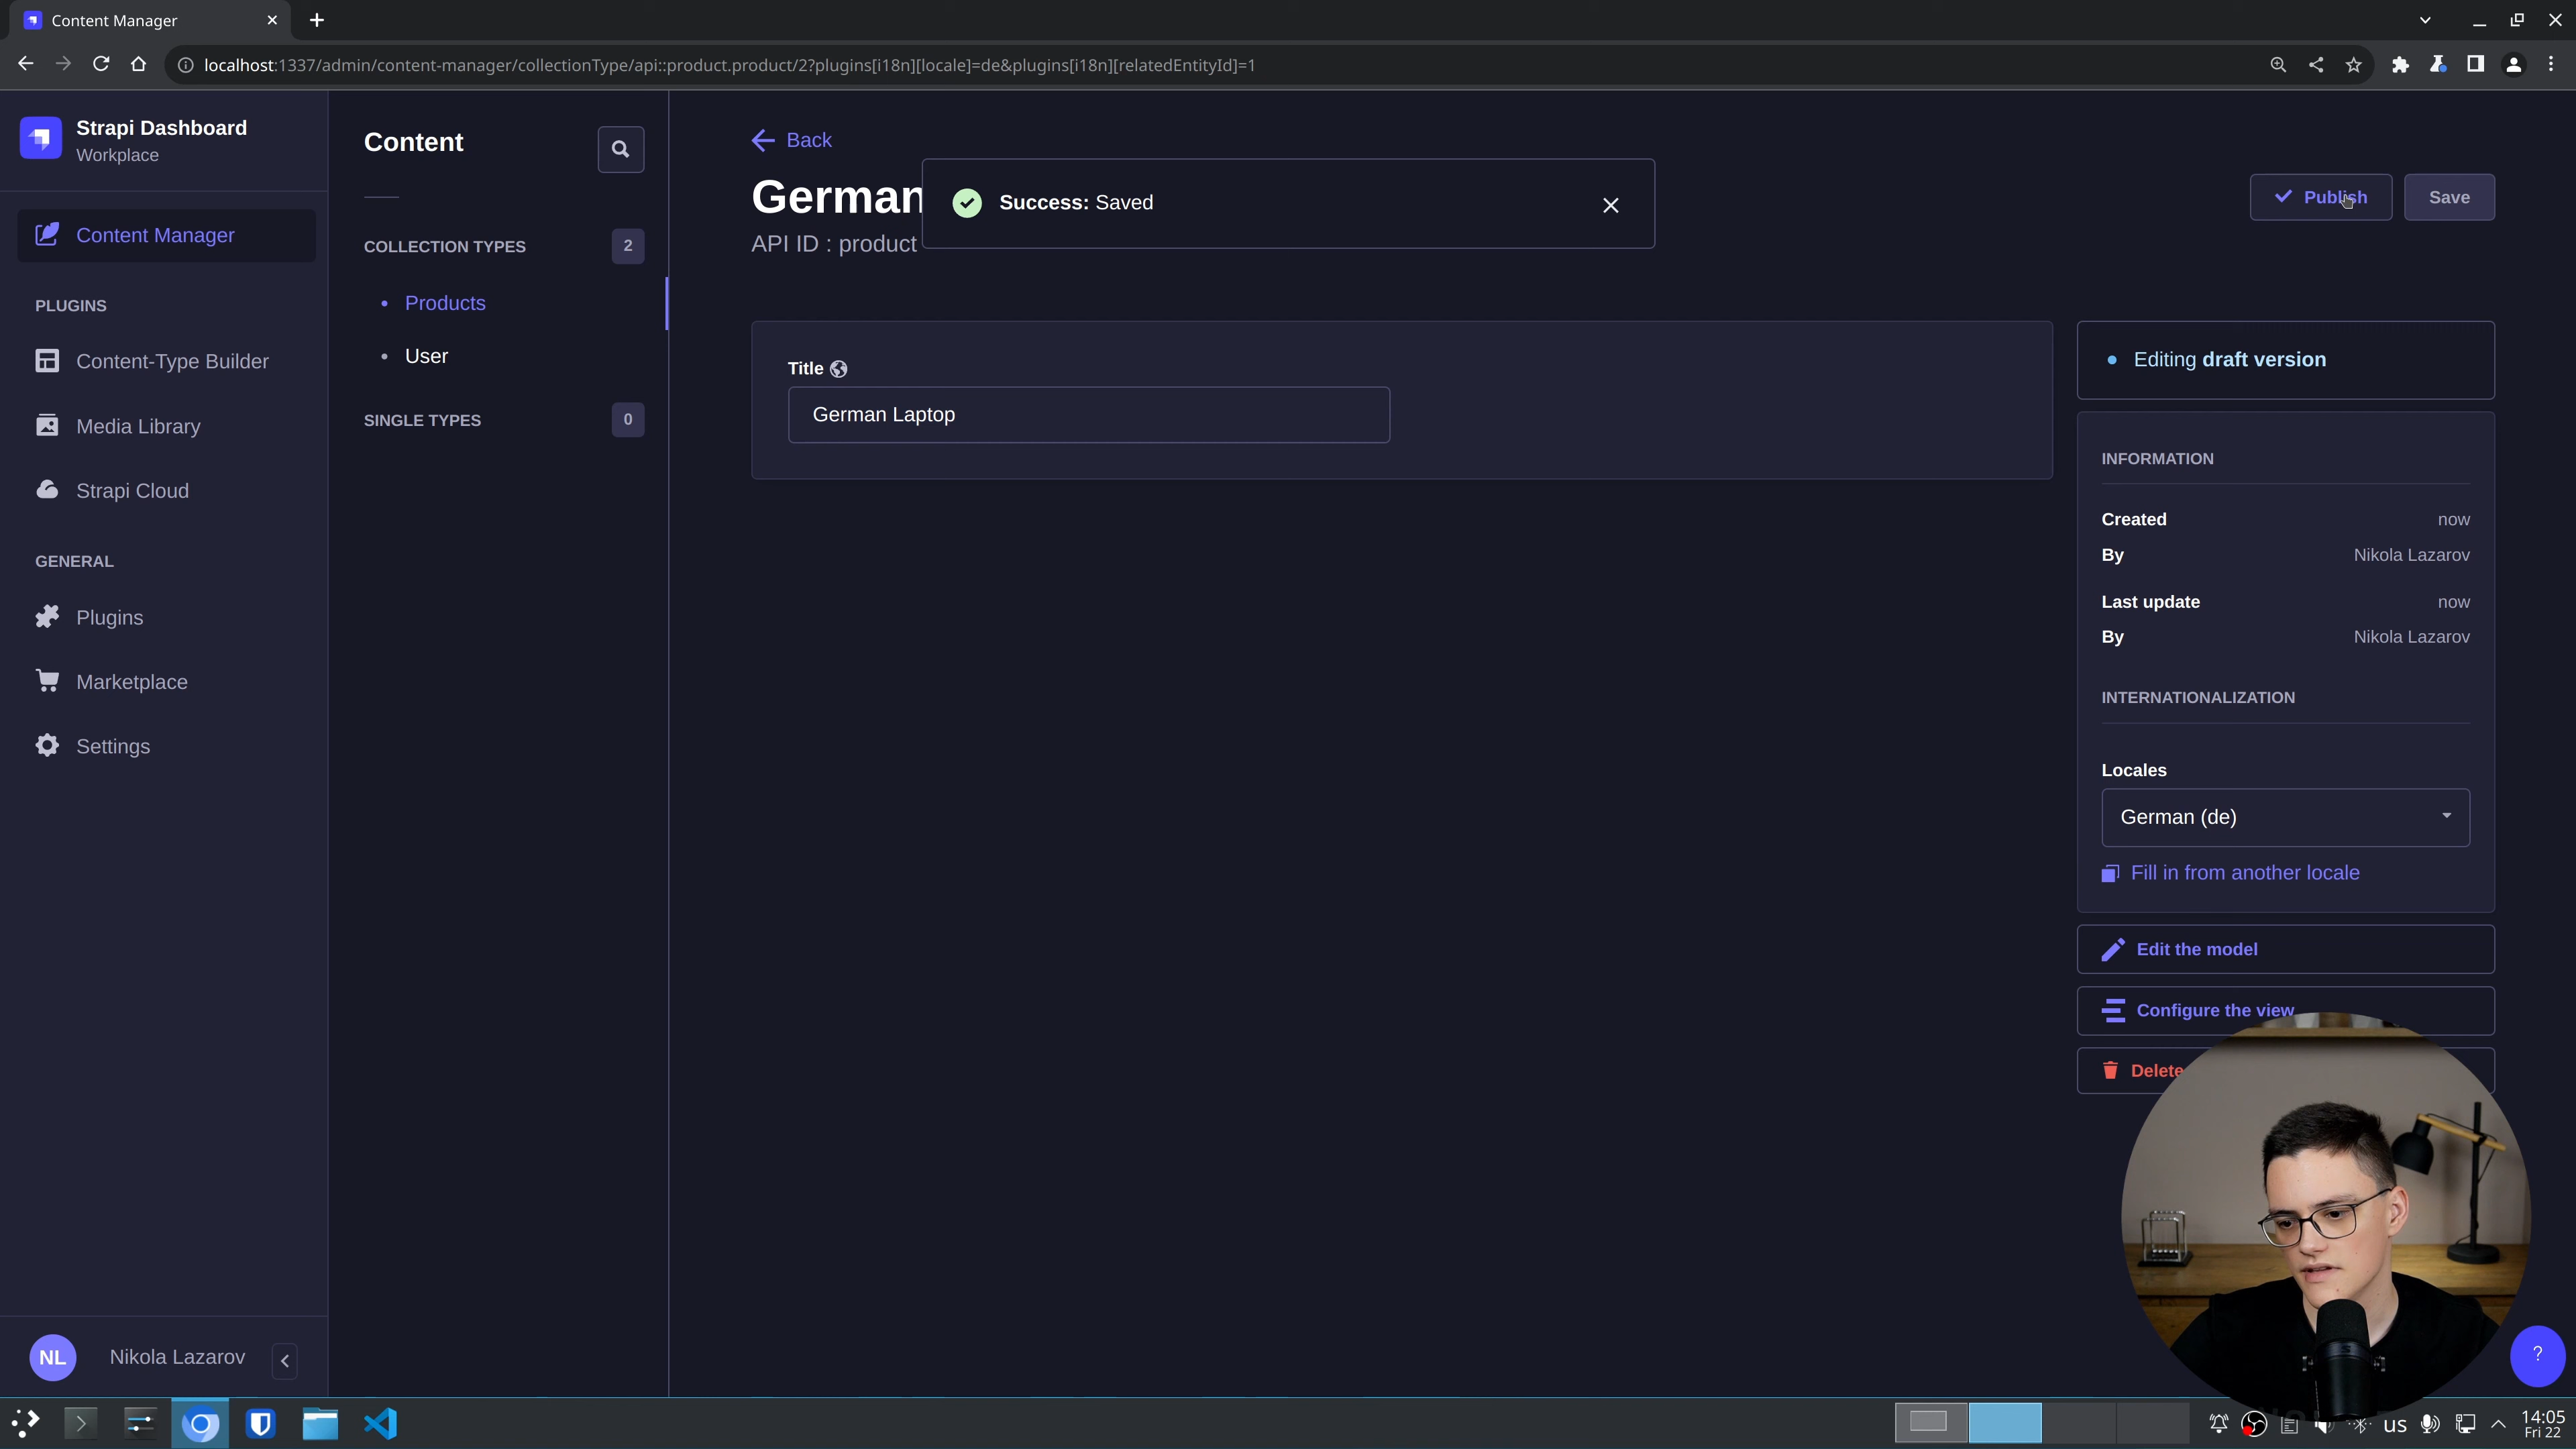 Content Manager
localhost:1337/admin/content-manager/collectionType/api::product.product/2?plugins[i18n][locale]=de&plugins[i18n][relatedEntityId]=1
Strapi Dashboard
Workplace
Content Manager
PLUGINS
Content-Type Builder
Media Library
Strapi Cloud
GENERAL
Plugins
Marketplace
Settings
NL
Nikola Lazarov
Content
COLLECTION TYPES
2
Products
User
SINGLE TYPES
0
Back
German
API ID : product
Success: Saved
Publish
Save
Title
German Laptop
Editing draft version
INFORMATION
Created
now
By
Nikola Lazarov
Last update
now
By
Nikola Lazarov
INTERNATIONALIZATION
Locales
German (de)
Fill in from another locale
Edit the model
Configure the view
Delete
?
us
14:05
Fri 22